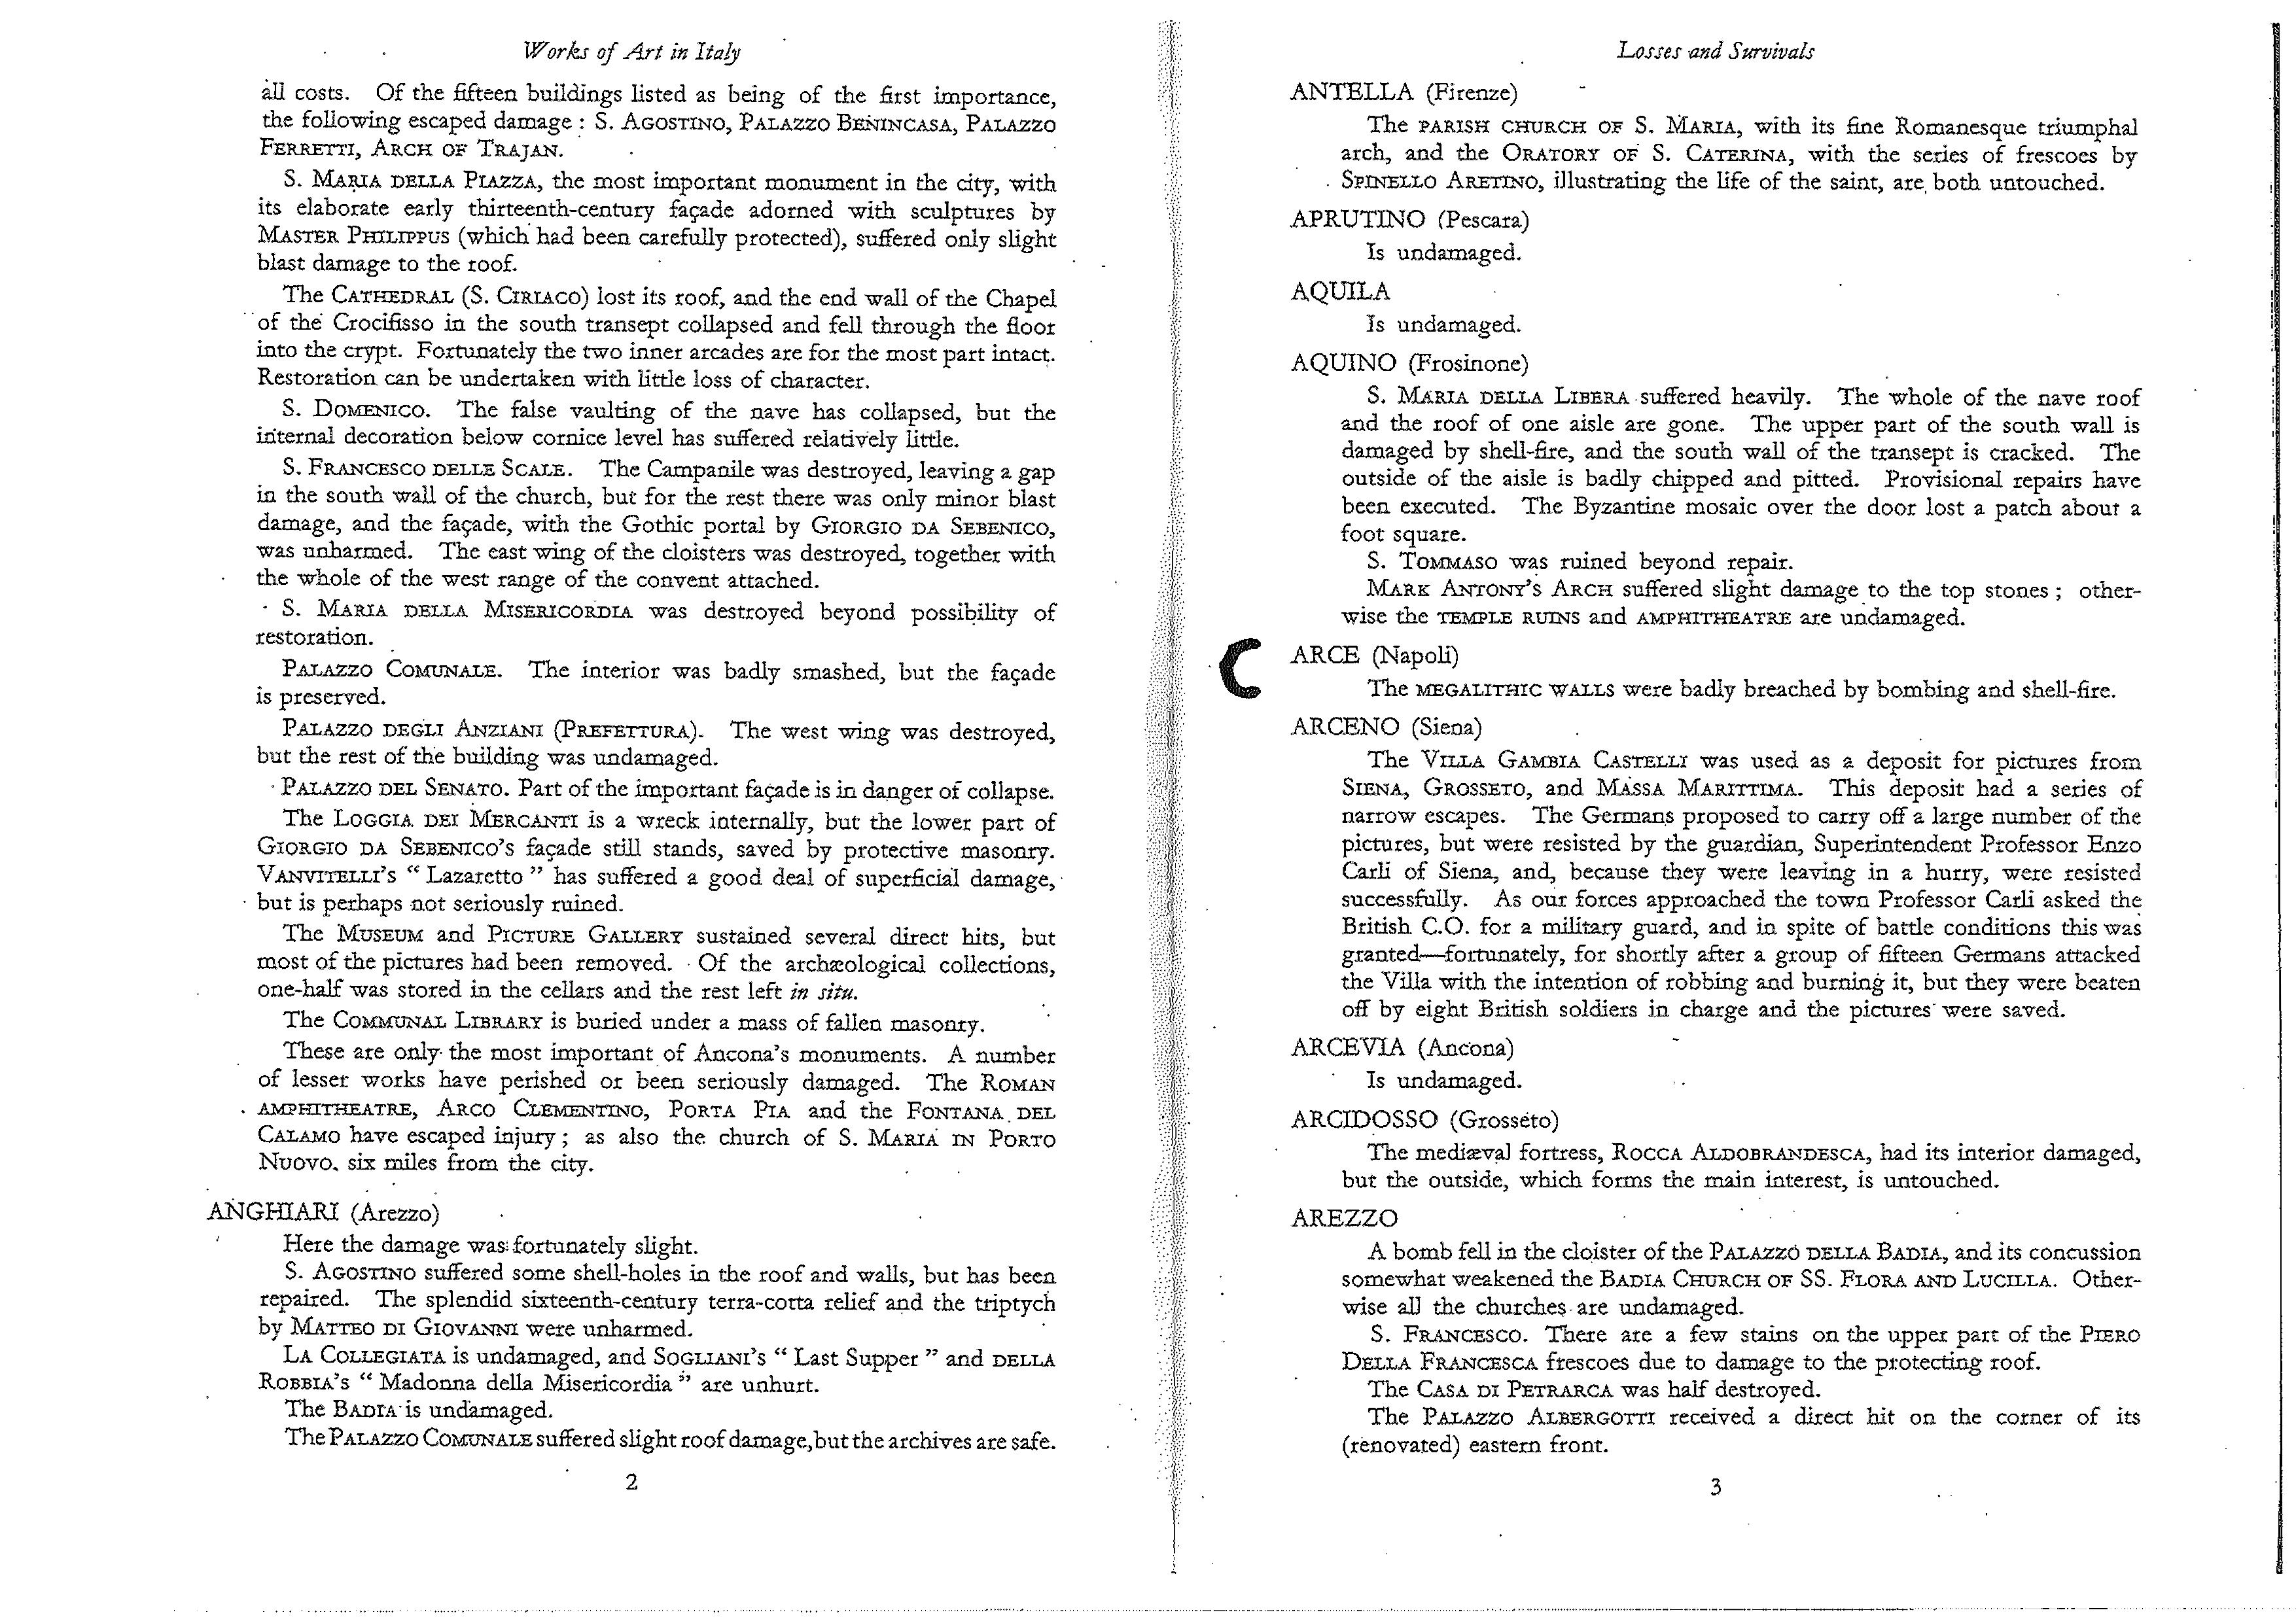 Works of Art in Italy
all costs. Of the fifteen buildings listed as being of the first importance,
the following escaped damage : S. AGOSTINO, PALAZZO BENINCASA, PALAZZO
FERRETTI, ARCH OF TRAJAN.
S. MARIA DELLA PIAZZA, the most important monument in the city, with
its elaborate early thirteenth-century façade adorned with sculptures by
MASTER PHILIPPUS (which had been carefully protected), suffered only slight
blast damage to the roof.
The CATHEDRAL (S. CIRIACO) lost its roof, and the end wall of the Chapel
of the Crocifisso in the south transept collapsed and fell through the floor
into the crypt. Fortunately the two inner arcades are for the most part intact.
Restoration can be undertaken with little loss of character.
S. DOMENICO. The false vaulting of the nave has collapsed, but the
internal decoration below cornice level has suffered relatively little.
S. FRANCESCO DELLE SCALE. The Campanile was destroyed, leaving a gap
in the south wall of the church, but for the rest there was only minor blast
damage, and the façade, with the Gothic portal by GIORGIO DA SEBENICO,
was unharmed. The east wing of the cloisters was destroyed, together with
the whole of the west range of the convent attached.
S. MARIA DELLA MISERICORDIA was destroyed beyond possibility of
restoration.
PALAZZO COMUNALE. The interior was badly smashed, but the façade
is preserved.
PALAZZO DEGLI ANZIANI (PREFETTURA). The west wing was destroyed,
but the rest of the building was undamaged.
PALAZZO DEL SENATO. Part of the important façade is in danger of collapse.
The LOGGIA DEI MERCANTI is a wreck internally, but the lower part of
GIORGIO DA SEBENICO'S façade still stands, saved by protective masonry.
VANVITELLI'S " Lazaretto " has suffered a good deal of superficial damage,
but is perhaps not seriously ruined.
The MUSEUM and PICTURE GALLERY sustained several direct hits, but
most of the pictures had been removed. Of the archæological collections,
one-half was stored in the cellars and the rest left in situ.
The COMMUNAL LIBRARY is buried under a mass of fallen masonry.
These are only the most important of Ancona's monuments. A number
of lesser works have perished or been seriously damaged. The ROMAN
AMPHITHEATRE, ARCO CLEMENTINO, PORTA PIA and the FONTANA DEL
CALAMO have escaped injury ; as also the church of S. MARIA IN PORTO
NUOVO. six miles from the city.
ANGHIARI (Arezzo)
Here the damage was fortunately slight.
S. AGOSTINO suffered some shell-holes in the roof and walls, but has been
repaired. The splendid sixteenth-century terra-cotta relief and the triptych
by MATTEO DI GIOVANNI were unharmed.
LA COLLEGIATA is undamaged, and SOGLIANI'S " Last Supper " and DELLA
ROBBIA'S " Madonna della Misericordia " are unhurt.
The BADIA is undamaged.
The PALAZZO COMUNALE suffered slight roof damage, but the archives are safe.
2
Losses and Survivals
ANTELLA (Firenze)
The PARISH CHURCH OF S. MARIA, with its fine Romanesque triumphal
arch, and the ORATORY OF S. CATERINA, with the series of frescoes by
SPINELLO ARETINO, illustrating the life of the saint, are both untouched.
APRUTINO (Pescara)
Is undamaged.
AQUILA
Is undamaged.
AQUINO (Frosinone)
S. MARIA DELLA LIBERA suffered heavily. The whole of the nave roof
and the roof of one aisle are gone. The upper part of the south wall is
damaged by shell-fire, and the south wall of the transept is cracked. The
outside of the aisle is badly chipped and pitted. Provisional repairs have
been executed. The Byzantine mosaic over the door lost a patch about a
foot square.
S. TOMMASO was ruined beyond repair.
MARK ANTONY'S ARCH suffered slight damage to the top stones ; other-
wise the TEMPLE RUINS and AMPHITHEATRE are undamaged.
C ARCE (Napoli)
The MEGALITHIC WALLS were badly breached by bombing and shell-fire.
ARCENO (Siena)
The VILLA GAMBIA CASTELLI was used as a deposit for pictures from
SIENA, GROSSETO, and MASSA MARITTIMA. This deposit had a series of
narrow escapes. The Germans proposed to carry off a large number of the
pictures, but were resisted by the guardian, Superintendent Professor Enzo
Carli of Siena, and, because they were leaving in a hurry, were resisted
successfully. As our forces approached the town Professor Carli asked the
British C.O. for a military guard, and in spite of battle conditions this was
granted—fortunately, for shortly after a group of fifteen Germans attacked
the Villa with the intention of robbing and burning it, but they were beaten
off by eight British soldiers in charge and the pictures were saved.
ARCEVIA (Ancona)
Is undamaged.
ARCIDOSSO (Grosseto)
The mediæval fortress, ROCCA ALDOBRANDESCA, had its interior damaged,
but the outside, which forms the main interest, is untouched.
AREZZO
A bomb fell in the cloister of the PALAZZO DELLA BADIA, and its concussion
somewhat weakened the BADIA CHURCH OF SS. FLORA AND LUCILLA. Other-
wise all the churches are undamaged.
S. FRANCESCO. There are a few stains on the upper part of the PIERO
DELLA FRANCESCA frescoes due to damage to the protecting roof.
The CASA DI PETRARCA was half destroyed.
The PALAZZO ALBERGOTTI received a direct hit on the corner of its
(renovated) eastern front.
3